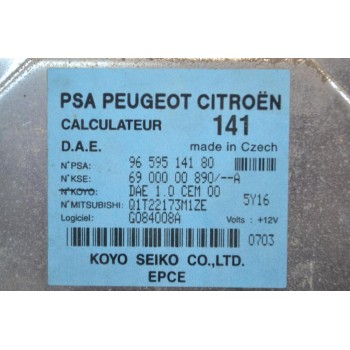 PSA PEUGEOT CITROËN
CALCULATEUR 141
D.A.E. made in Czech
N°PSA: 96 595 141 80
N°KSE: 69 000 00 890/--A
N°KOYO: DAE 1.0 CEM 00
N°MITSUBISHI: Q1T22173M1ZE 5Y16
Logiciel: G084008A Volts : +12V
0703
KOYO SEIKO CO.,LTD.
EPCE